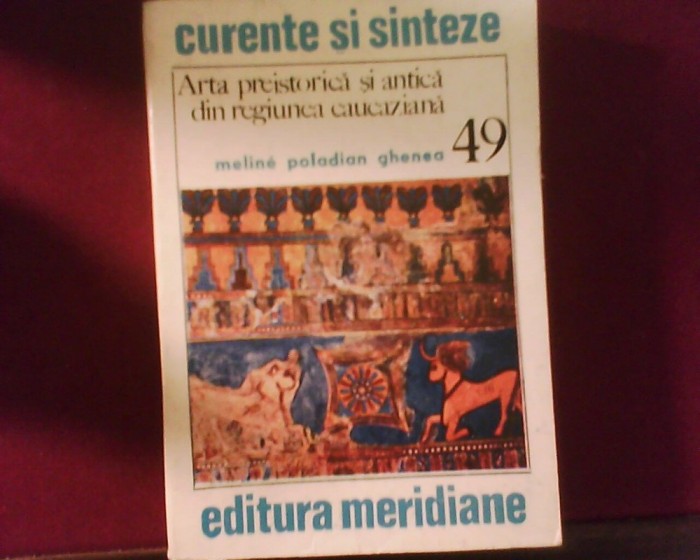 curente si sinteze
Arta preistorică și antică
din regiunea caucaziană
49
meliné poladian ghenea
editura meridiane